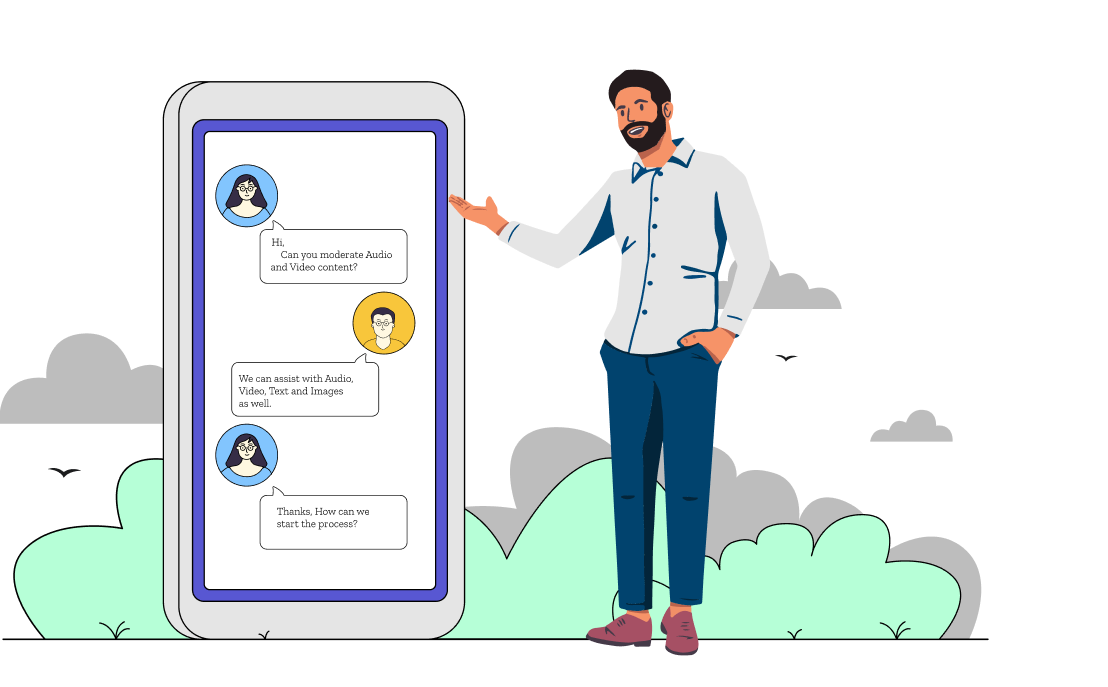 Hi,
Can you moderate Audio
and Video content?
We can assist with Audio,
Video, Text and Images
as well.
Thanks, How can we
start the process?